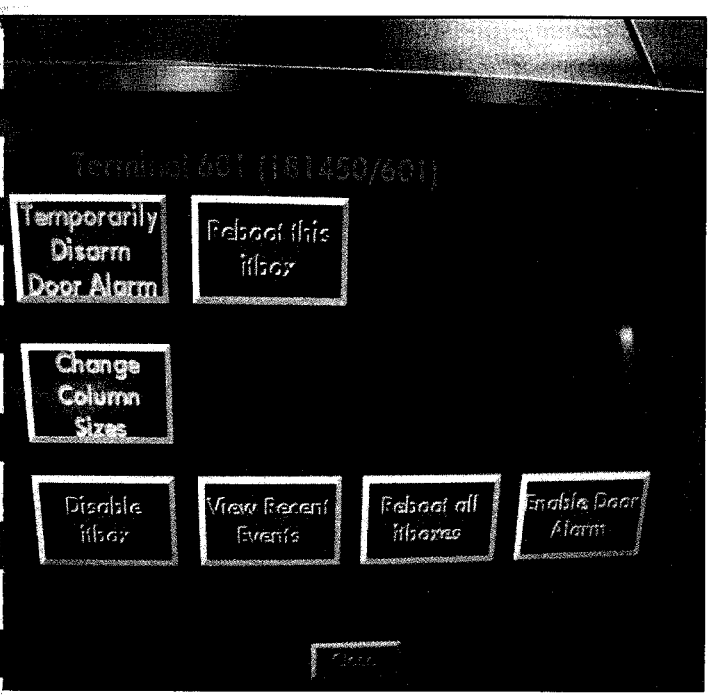 Terminal 601 (181450/601)
Temporarily
Disarm
Door Alarm
Reboot this
itbox
Change
Column
Sizes
Disable
itbox
View Recent
Events
Reboot all
itboxes
Enable Door
Alarm
Close